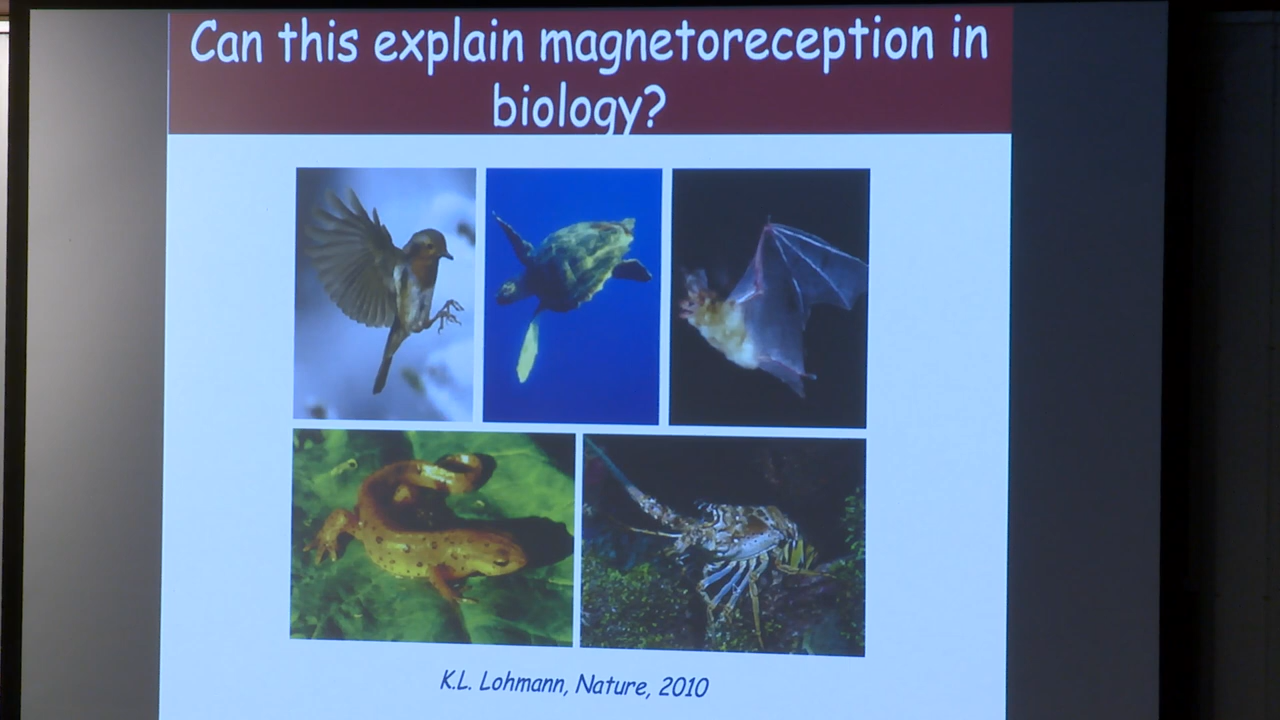 Can this explain magnetoreception in
biology?
K.L. Lohmann, Nature, 2010